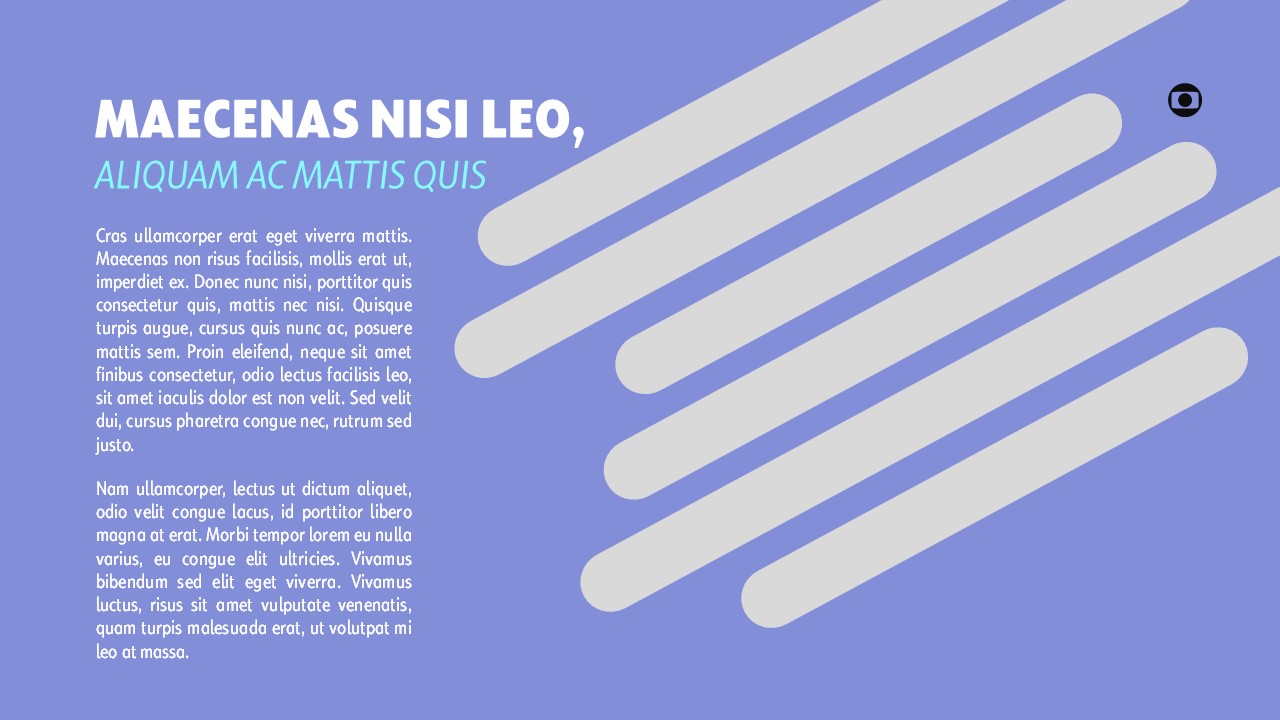 MAECENAS NISI LEO,
ALIQUAM AC MATTIS QUIS
Cras ullamcorper erat eget viverra mattis.
Maecenas non risus facilisis, mollis erat ut,
imperdiet ex. Donec nunc nisi, porttitor quis
consectetur quis, mattis nec nisi. Quisque
turpis augue, cursus quis nunc ac, posuere
mattis sem. Proin eleifend, neque sit amet
finibus consectetur, odio lectus facilisis leo,
sit amet iaculis dolor est non velit. Sed velit
dui, cursus pharetra congue nec, rutrum sed
justo.
Nam ullamcorper, lectus ut dictum aliquet,
odio velit congue lacus, id porttitor libero
magna at erat. Morbi tempor lorem eu nulla
varius, eu congue elit ultricies. Vivamus
bibendum sed elit eget viverra. Vivamus
luctus, risus sit amet vulputate venenatis,
quam turpis malesuada erat, ut volutpat mi
leo at massa.